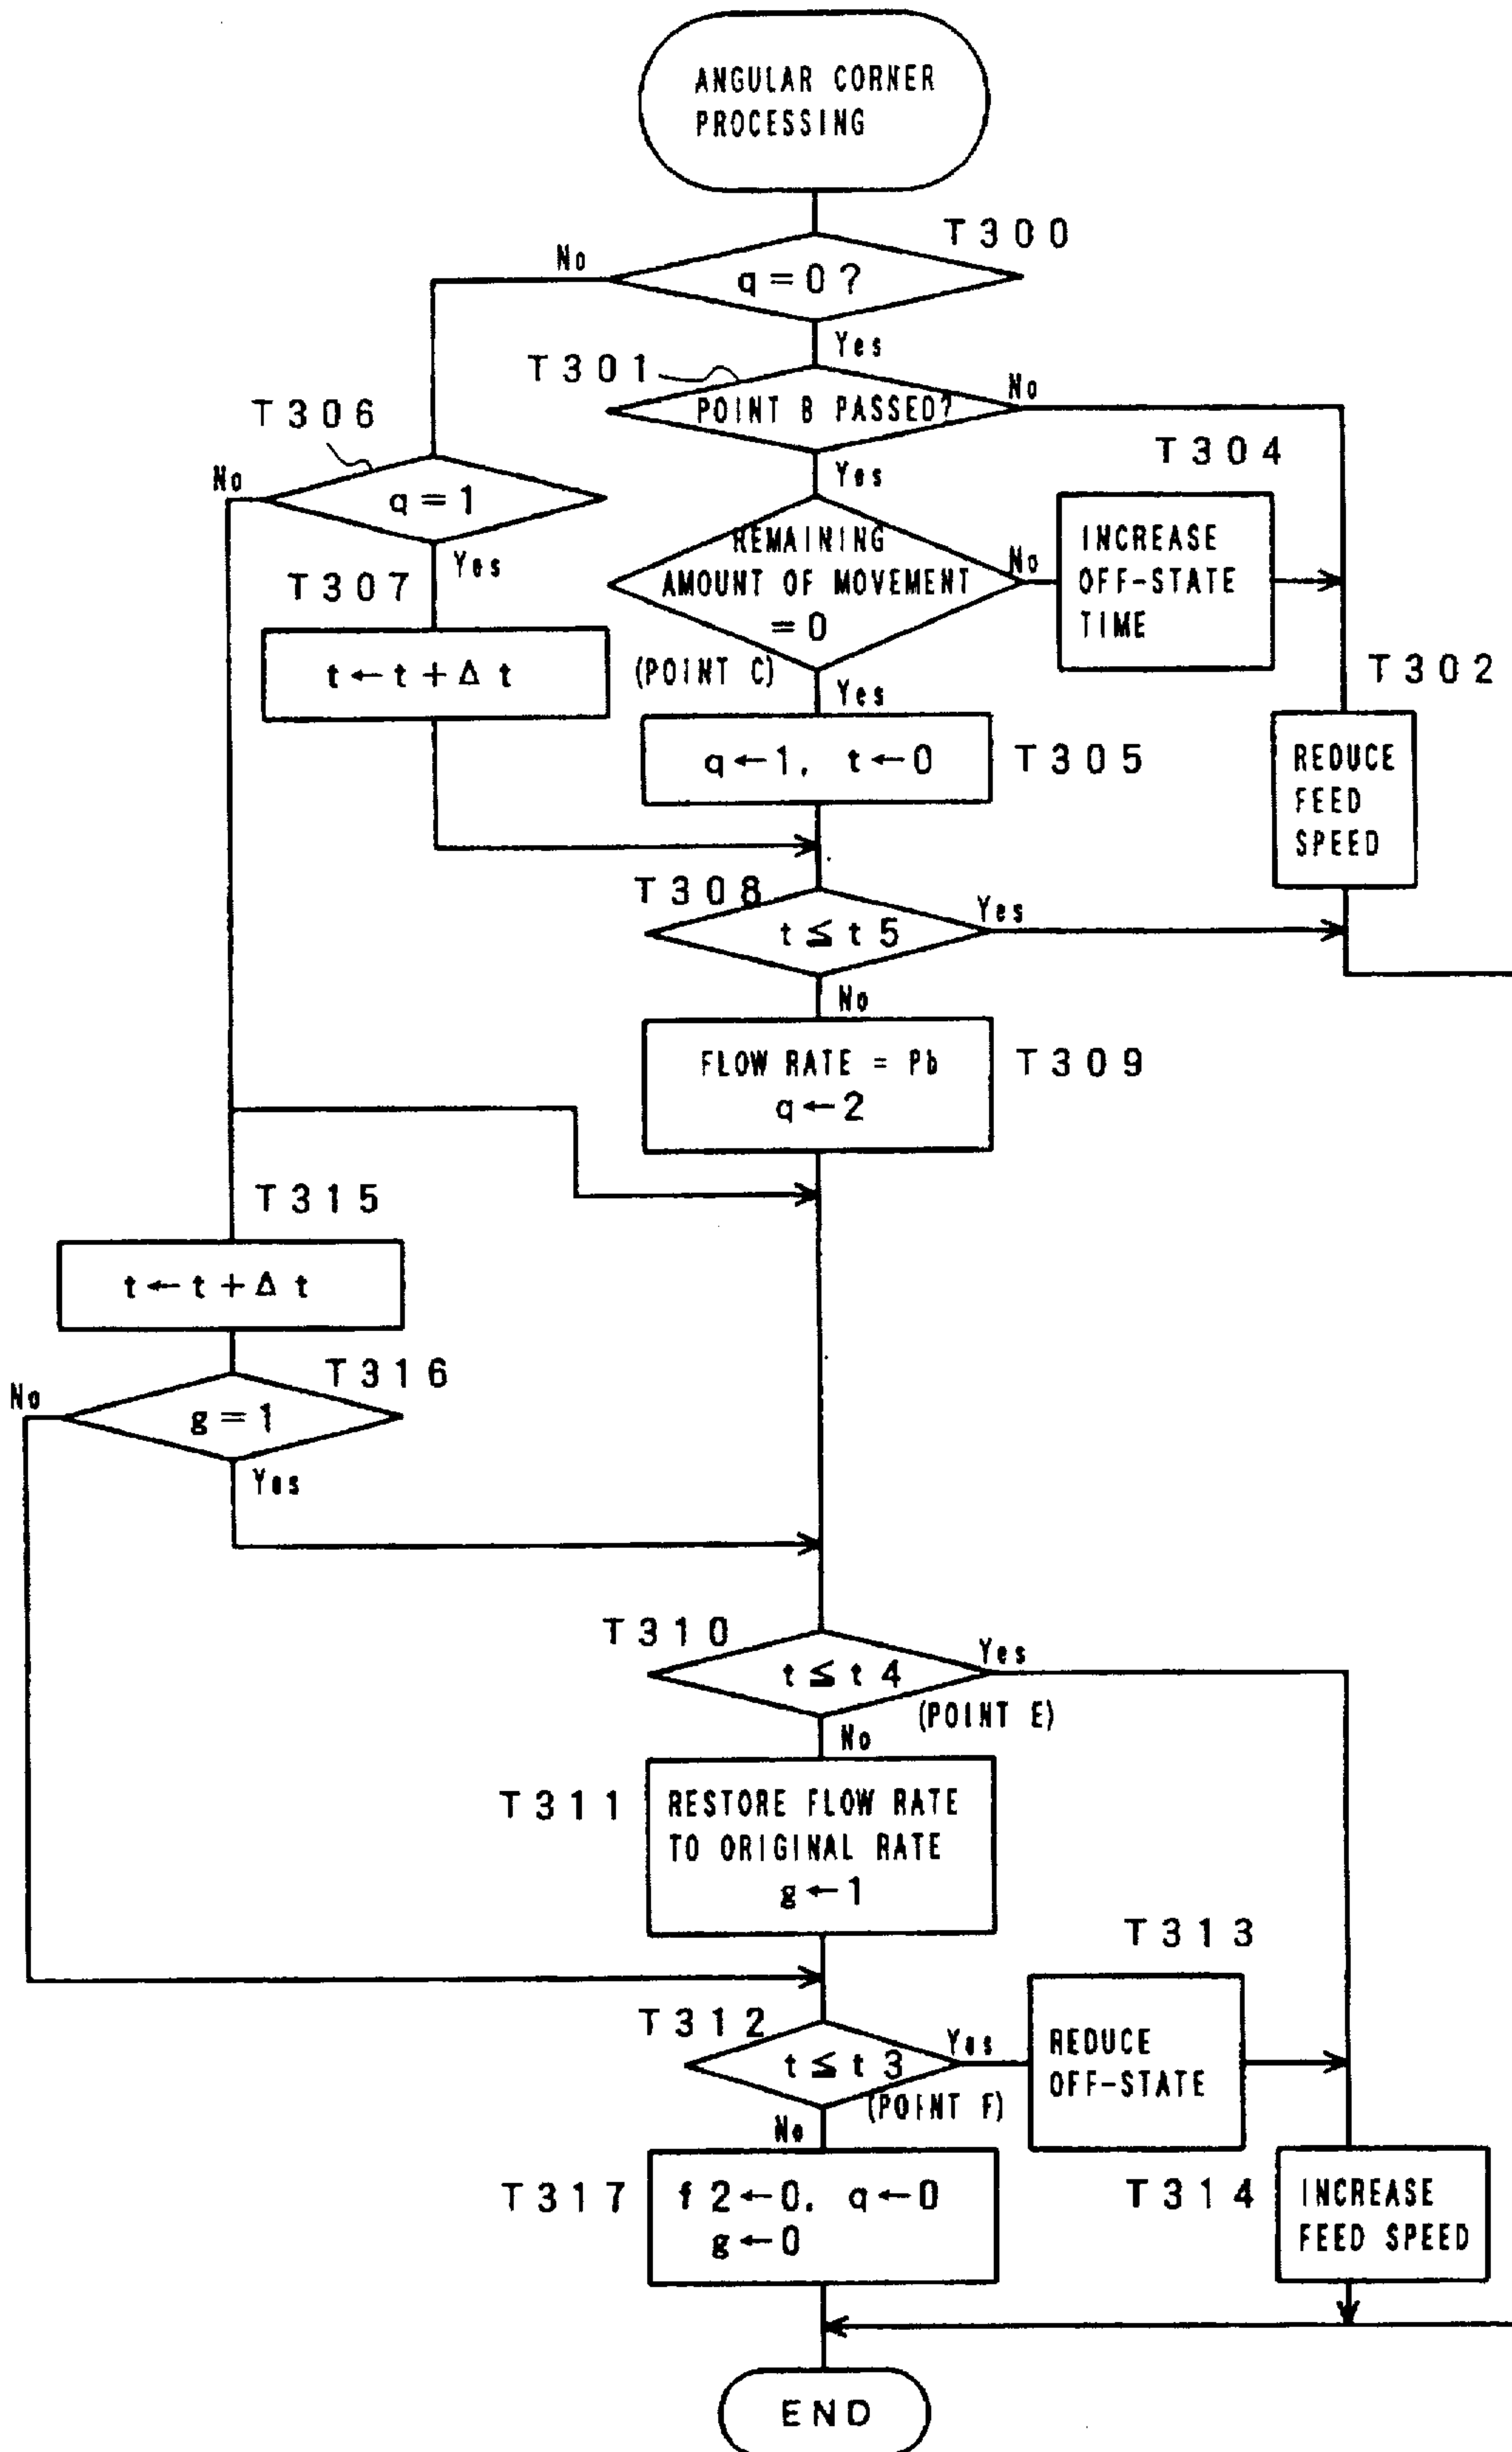 ANGULAR CORNER
PROCESSING
T300
No
q=0?
Yes
T301
POINT B PASSED?
No
T306
No
q=1
Yes
T304
Yes
REMAINING
AMOUNT OF MOVEMENT
=0
No
(POINT C)
Yes
INCREASE
OFF-STATE
TIME
T307
t←t+Δt
T302
REDUCE
FEED
SPEED
q←1, t←0
T305
T308
t≦t5
Yes
No
FLOW RATE = Pb
q←2
T309
T315
t←t+Δt
T316
No
g=1
Yes
T310
t≦t4
Yes
(POINT E)
No
T311
RESTORE FLOW RATE
TO ORIGINAL RATE
g←1
T313
T312
t≦t3
Yes
(POINT F)
No
REDUCE
OFF-STATE
T317
f2←0, q←0
g←0
T314
INCREASE
FEED SPEED
END